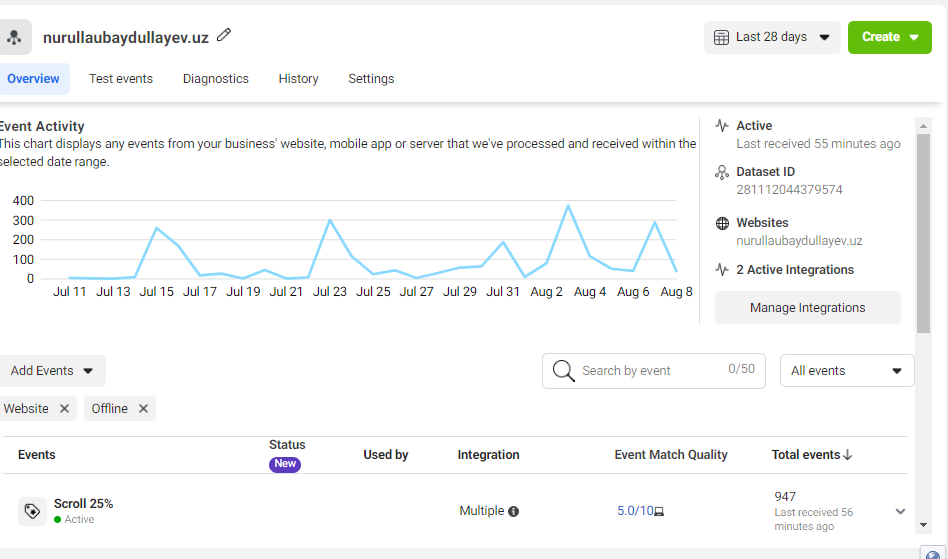 nurullaubaydullayev.uz
Last 28 days
Create
Overview Test events Diagnostics History Settings
Event Activity
This chart displays any events from your business' website, mobile app or server that we've processed and received within the
selected date range.
400
300
200
100
0
Jul 11 Jul 13 Jul 15 Jul 17 Jul 19 Jul 21 Jul 23 Jul 25 Jul 27 Jul 29 Jul 31 Aug 2 Aug 4 Aug 6 Aug 8
Active
Last received 55 minutes ago
Dataset ID
281112044379574
Websites
nurullaubaydullayev.uz
2 Active Integrations
Manage Integrations
Add Events
Search by event 0/50
All events
Website
Offline
Events Status Used by Integration Event Match Quality Total events
New
Scroll 25%
Active
Multiple
5.0/10
947
Last received 56
minutes ago